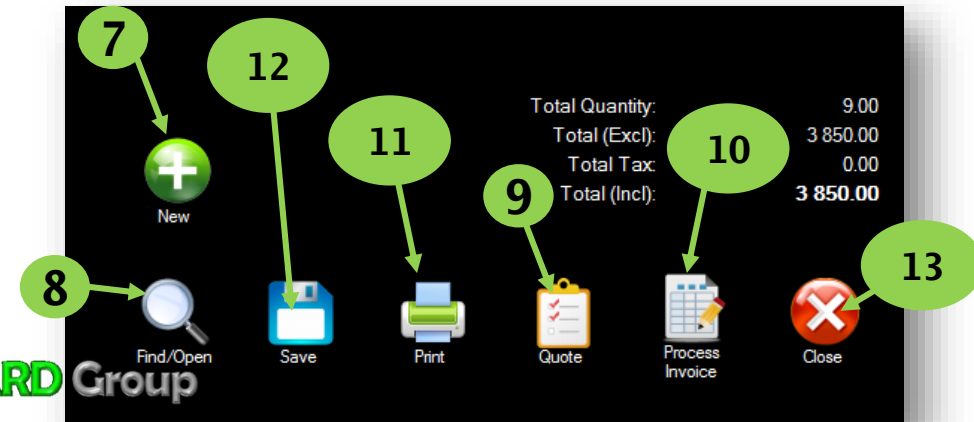 7
12
Total Quantity: 9.00
11
Total (Excl): 3 850.00
10
Total Tax: 0.00
9
Total (Incl): 3 850.00
New
8
13
Find/Open
Save
Print
Quote
Process
Invoice
Close
ARD Group